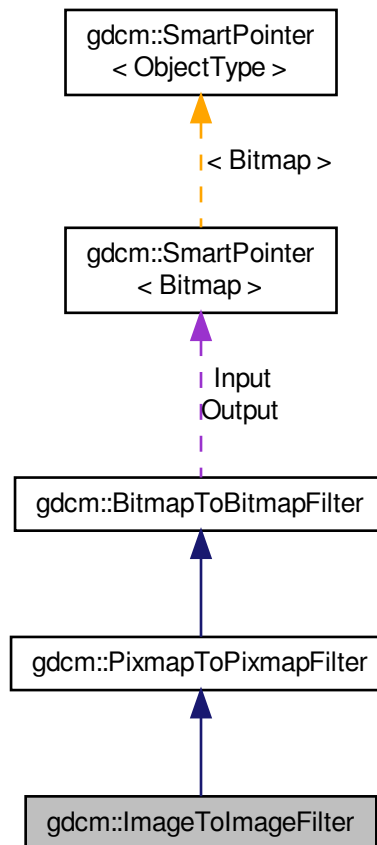 gdcm::SmartPointer
< ObjectType >
< Bitmap >
gdcm::SmartPointer
< Bitmap >
Input
Output
gdcm::BitmapToBitmapFilter
gdcm::PixmapToPixmapFilter
gdcm::ImageToImageFilter